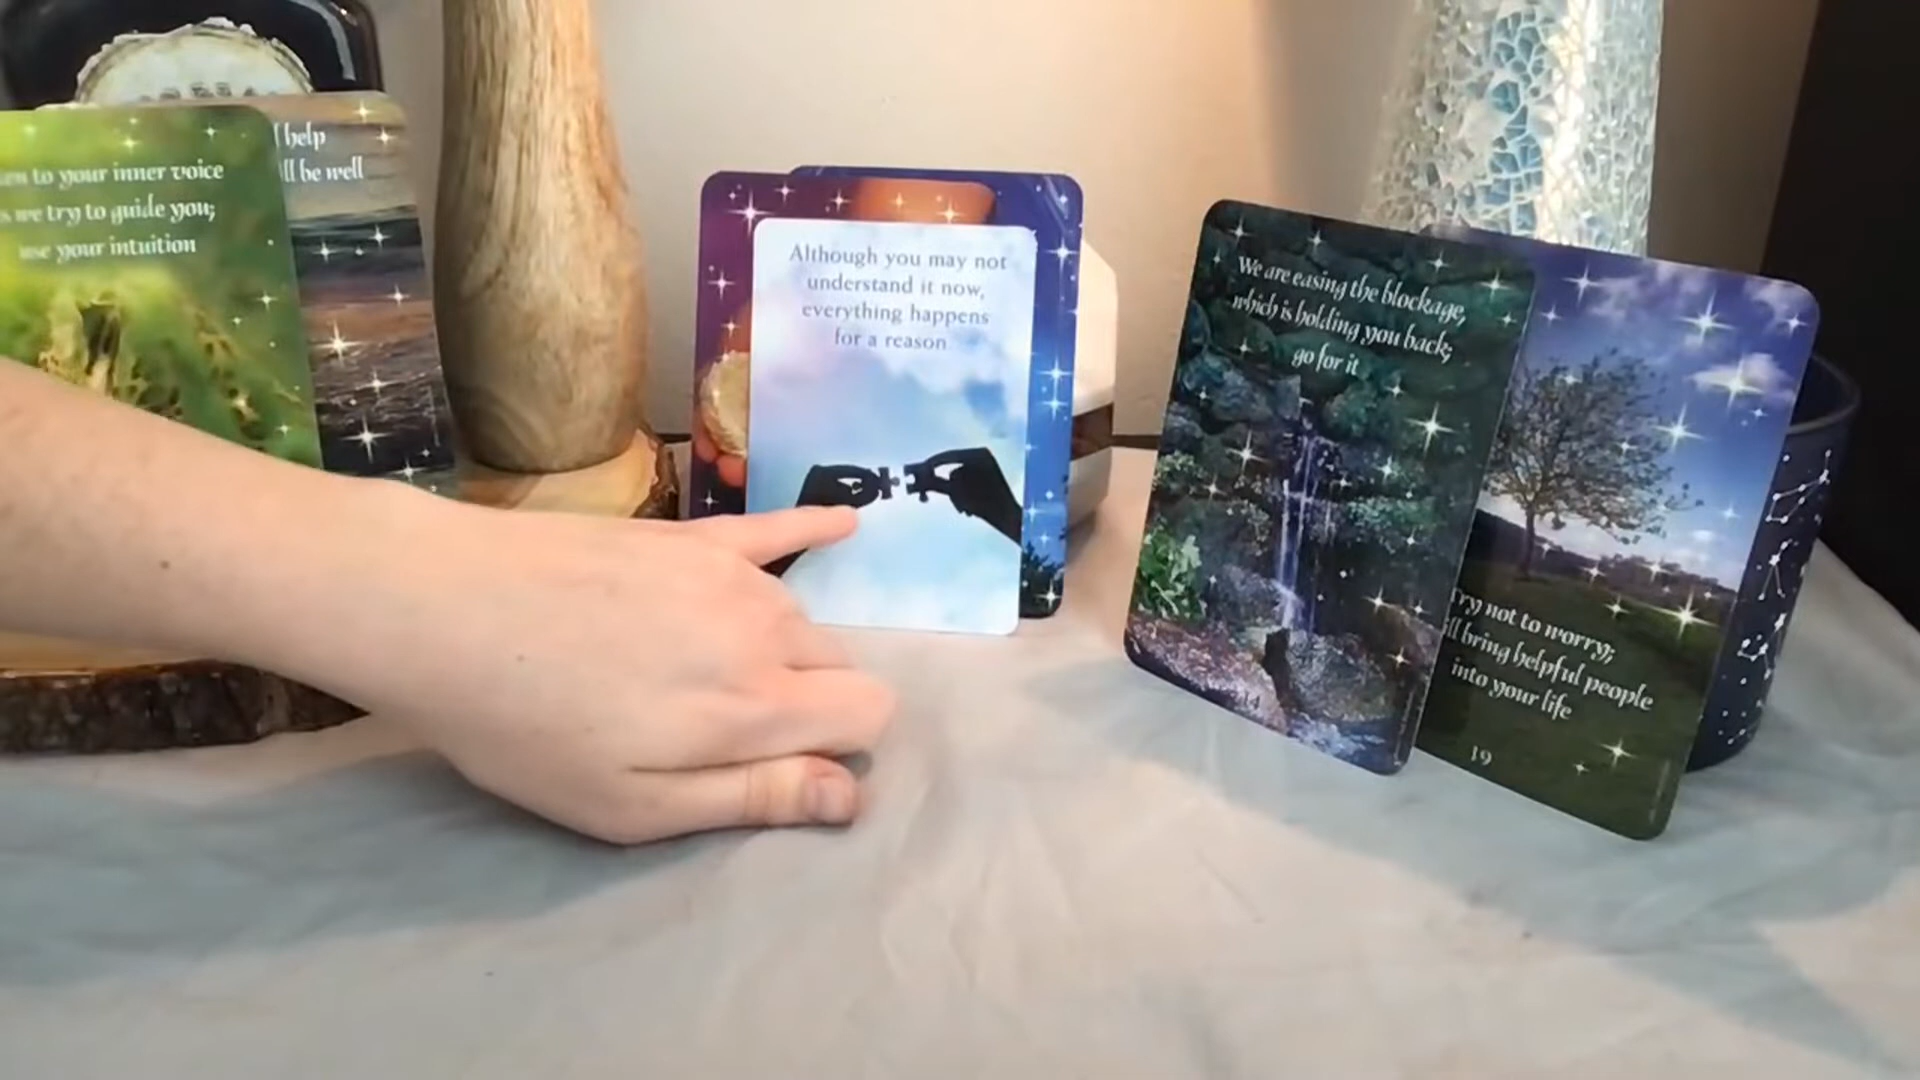 to your inner voice
we try to guide you;
use your intuition
help
be well
Although you may not
understand it now,
everything happens
for a reason
We are easing the blockage,
which is holding you back;
go for it
14
Try not to worry;
bring helpful people
into your life
19